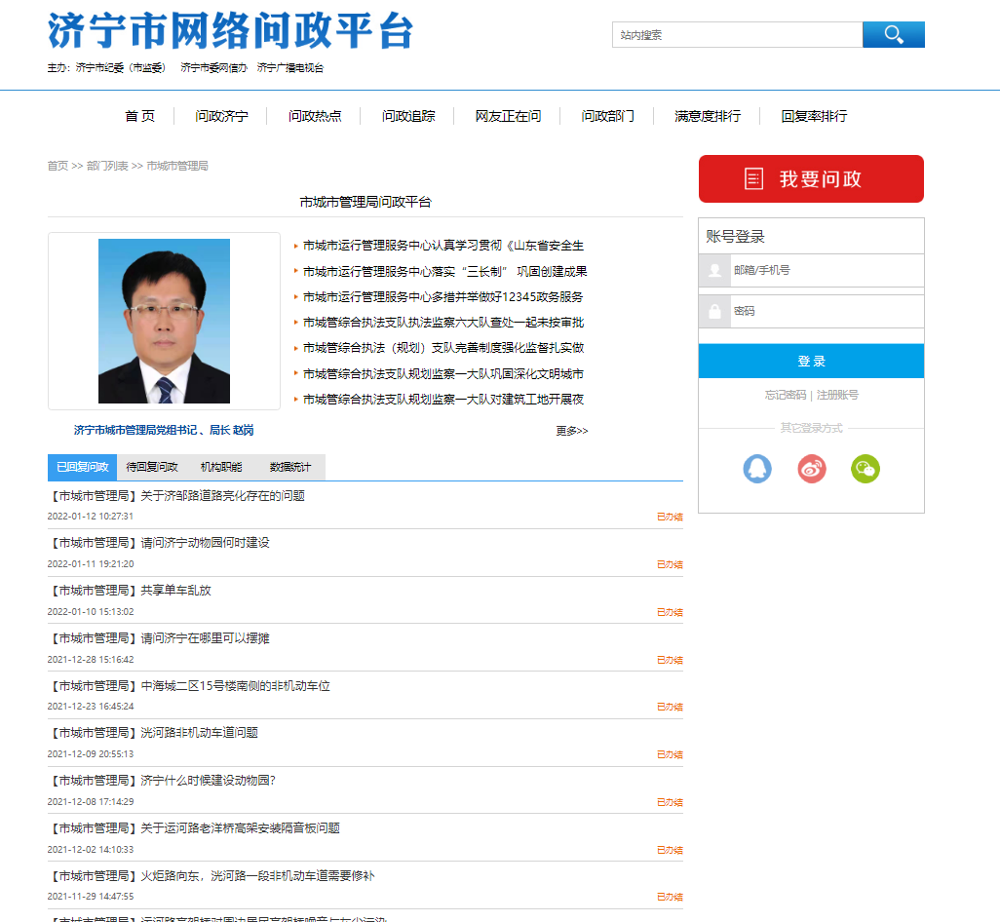 济宁市网络问政平台
站内搜索
主办：济宁市纪委（市监委） 济宁市委网信办 济宁广播电视台
首 页 问政济宁 问政热点 问政追踪 网友正在问 问政部门 满意度排行 回复率排行
首页 >> 部门列表 >> 市城市管理局
我要问政
市城市管理局问政平台
市城市运行管理服务中心认真学习贯彻《山东省安全生
市城市运行管理服务中心落实“三长制” 巩固创建成果
市城市运行管理服务中心多措并举做好12345政务服务
市城管综合执法支队执法监察六大队查处一起未按审批
市城管综合执法（规划）支队完善制度强化监督扎实做
市城管综合执法支队规划监察一大队巩固深化文明城市
市城管综合执法支队规划监察一大队对建筑工地开展夜
济宁市城市管理局党组书记 、局长 赵岗
更多>>
账号登录
邮箱/手机号
密码
登 录
忘记密码 | 注册账号
其它登录方式
已回复问政 待回复问政 机构职能 数据统计
【市城市管理局】关于济邹路道路亮化存在的问题
2022-01-12 10:27:31 已办结
【市城市管理局】请问济宁动物园何时建设
2022-01-11 19:21:20 已办结
【市城市管理局】共享单车乱放
2022-01-10 15:13:02 已办结
【市城市管理局】请问济宁在哪里可以摆摊
2021-12-28 15:16:42 已办结
【市城市管理局】中海城二区15号楼南侧的非机动车位
2021-12-23 16:45:24 已办结
【市城市管理局】洸河路非机动车道问题
2021-12-09 20:55:13 已办结
【市城市管理局】济宁什么时候建设动物园？
2021-12-08 17:14:29 已办结
【市城市管理局】关于运河路老洋桥高架安装隔音板问题
2021-12-02 14:10:33 已办结
【市城市管理局】火炬路向东，洸河路一段非机动车道需要修补
2021-11-29 14:47:55 已办结